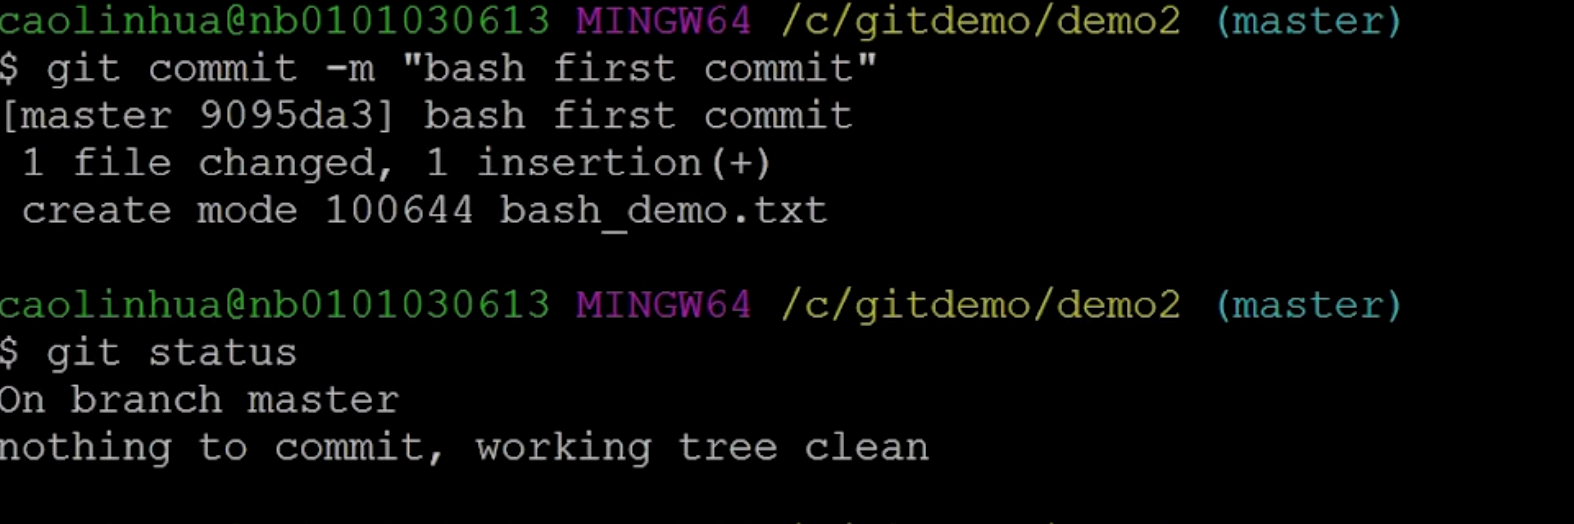 caolinhua@nb0101030613 MINGW64 /c/gitdemo/demo2 (master)
$ git commit -m "bash first commit"
[master 9095da3] bash first commit
 1 file changed, 1 insertion(+)
 create mode 100644 bash_demo.txt

caolinhua@nb0101030613 MINGW64 /c/gitdemo/demo2 (master)
$ git status
On branch master
nothing to commit, working tree clean